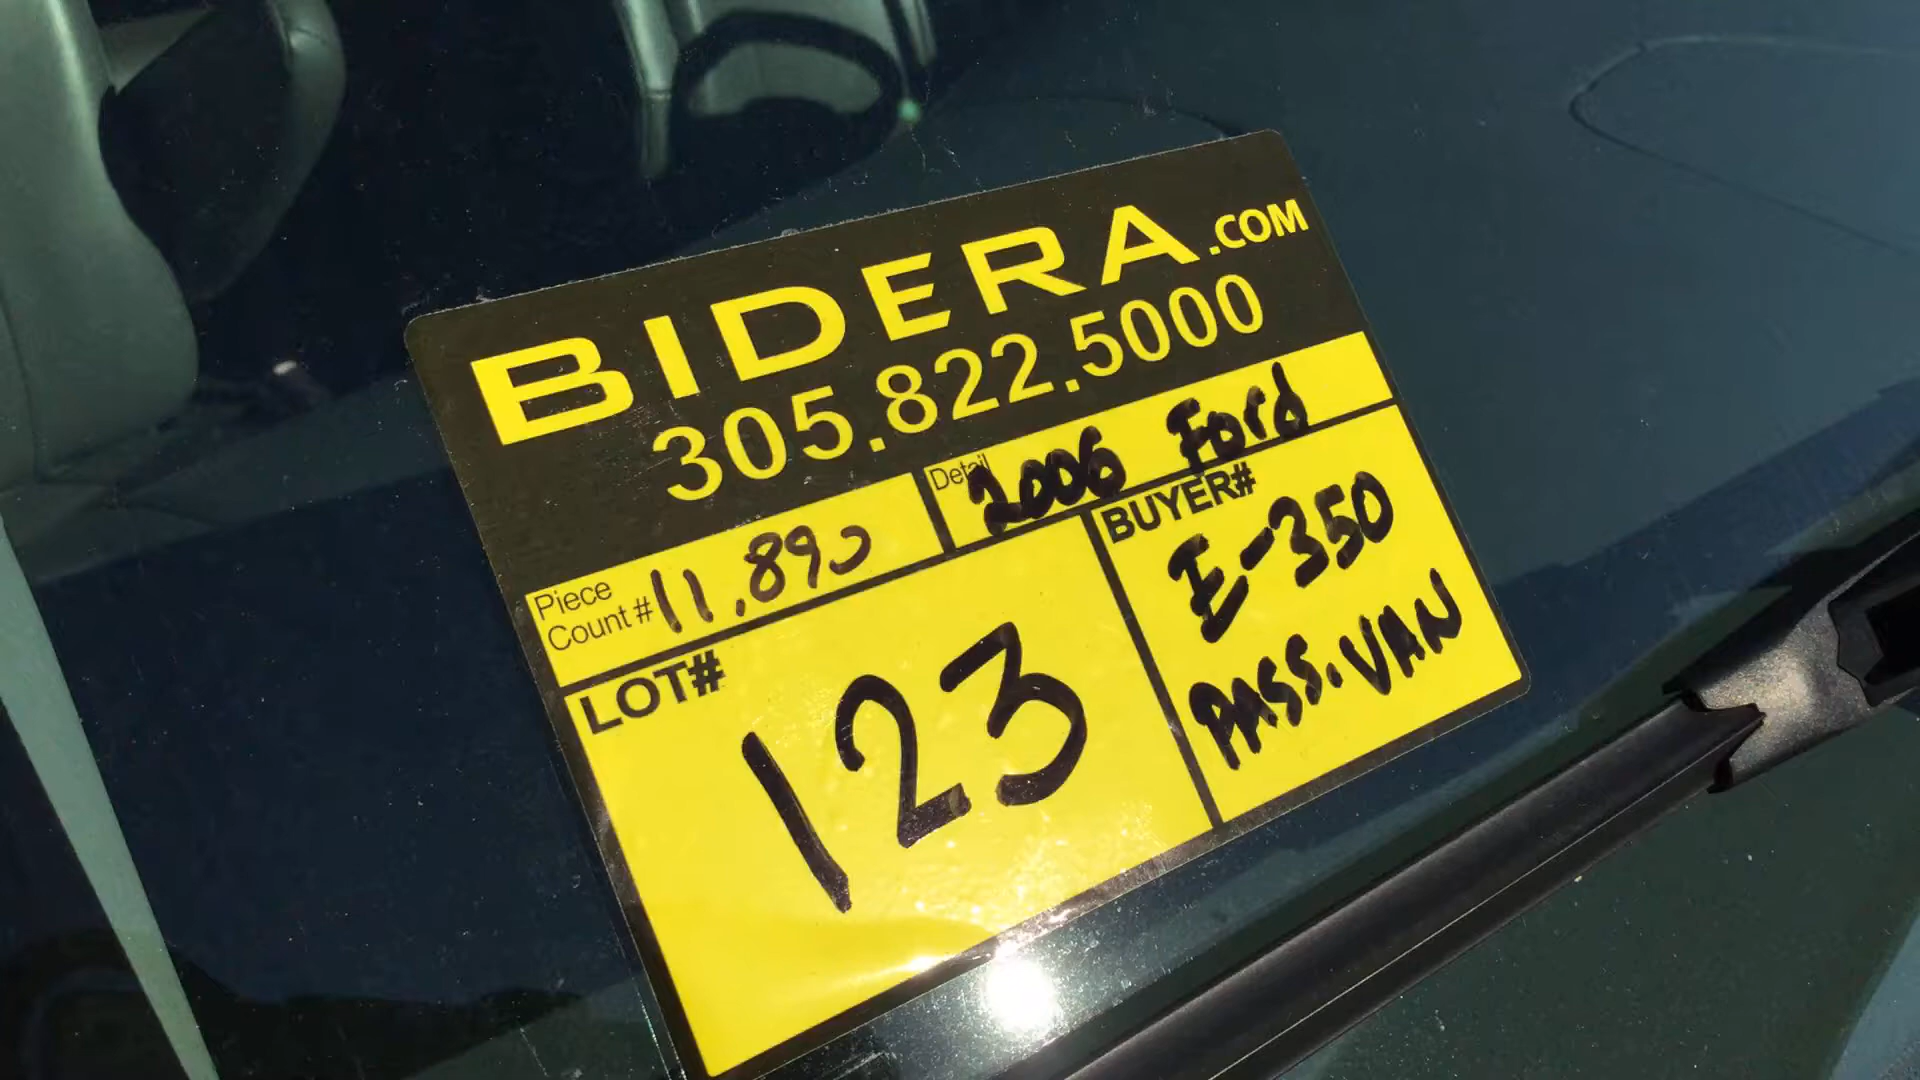 BIDERA.COM
305.822.5000
Piece Count # 11,890
Detail 2006 Ford
LOT# 123
BUYER# E-350
PASS. VAN